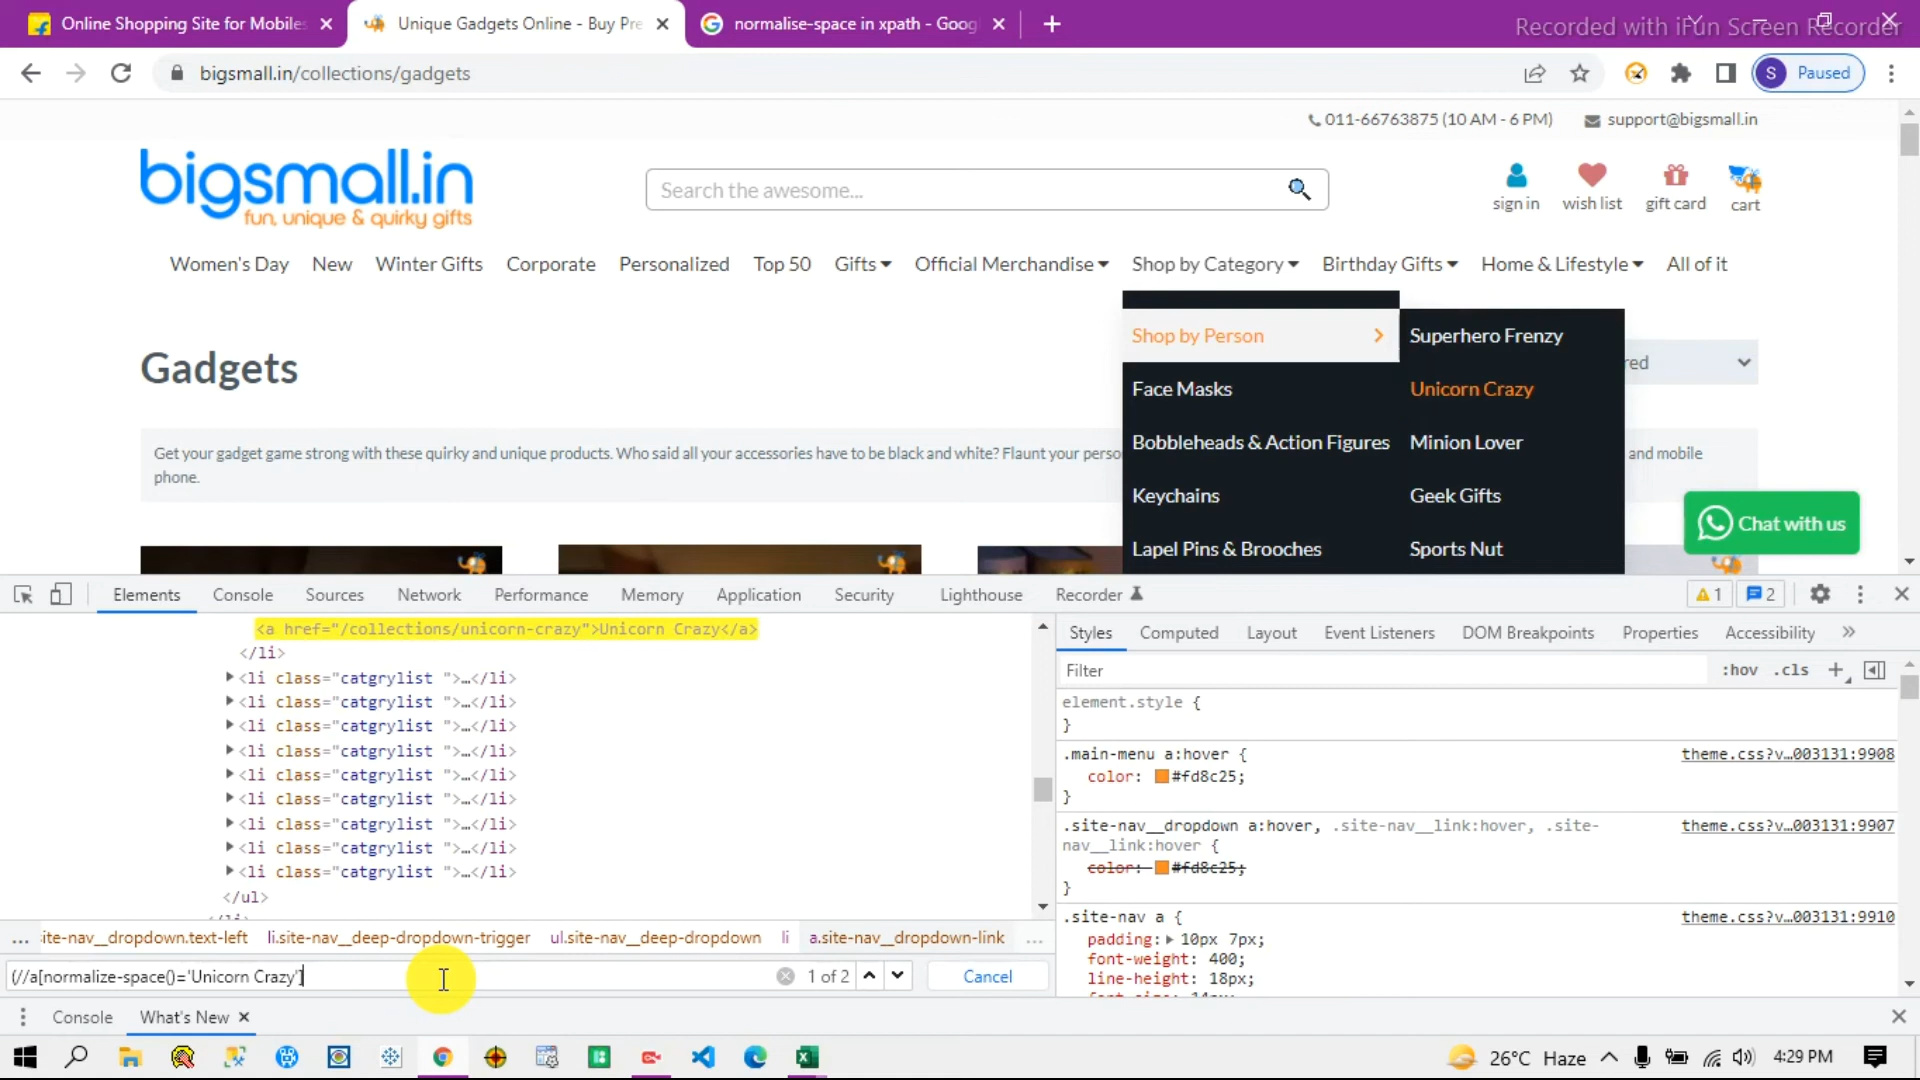 Online Shopping Site for Mobiles
Unique Gadgets Online - Buy Pre
normalise-space in xpath - Goog
Recorded with iFun Screen Recorder
bigsmall.in/collections/gadgets
S Paused
011-66763875 (10 AM - 6 PM) support@bigsmall.in
bigsmall.in
fun, unique & quirky gifts
Search the awesome...
sign in wish list gift card cart
Women's Day New Winter Gifts Corporate Personalized Top 50 Gifts Official Merchandise Shop by Category Birthday Gifts Home & Lifestyle All of it
Shop by Person Superhero Frenzy
Gadgets
red
Face Masks Unicorn Crazy
Bobbleheads & Action Figures Minion Lover
Get your gadget game strong with these quirky and unique products. Who said all your accessories have to be black and white? Flaunt your perso and mobile
phone.
Keychains Geek Gifts
Chat with us
Lapel Pins & Brooches Sports Nut
Elements Console Sources Network Performance Memory Application Security Lighthouse Recorder 1 2
<a href="/collections/unicorn-crazy">Unicorn Crazy</a>
</li>
<li class="catgrylist ">…</li>
<li class="catgrylist ">…</li>
<li class="catgrylist ">…</li>
<li class="catgrylist ">…</li>
<li class="catgrylist ">…</li>
<li class="catgrylist ">…</li>
<li class="catgrylist ">…</li>
<li class="catgrylist ">…</li>
<li class="catgrylist ">…</li>
</ul>
Styles Computed Layout Event Listeners DOM Breakpoints Properties Accessibility »
Filter :hov .cls +
element.style {
}
.main-menu a:hover { theme.css?v…003131:9908
color: #fd8c25;
}
.site-nav__dropdown a:hover, .site- theme.css?v…003131:9907
nav__link:hover, .site-nav__link:hover {
color: #fd8c25;
}
.site-nav a { theme.css?v…003131:9910
padding: 10px 7px;
font-weight: 400;
line-height: 18px;
… ite-nav__dropdown.text-left li.site-nav__deep-dropdown-trigger ul.site-nav__deep-dropdown li a.site-nav__dropdown-link …
(//a[normalize-space()='Unicorn Crazy'] 1 of 2 Cancel
Console What's New
26°C Haze 4:29 PM